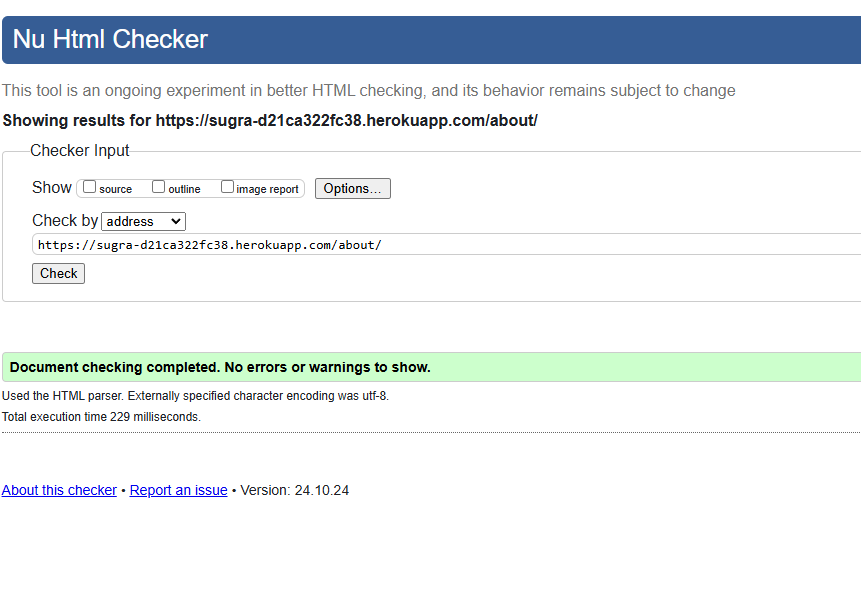 Nu Html Checker
This tool is an ongoing experiment in better HTML checking, and its behavior remains subject to change
Showing results for https://sugra-d21ca322fc38.herokuapp.com/about/
Checker Input
Show source outline image report Options...
Check by address
https://sugra-d21ca322fc38.herokuapp.com/about/
Check
Document checking completed. No errors or warnings to show.
Used the HTML parser. Externally specified character encoding was utf-8.
Total execution time 229 milliseconds.
About this checker • Report an issue • Version: 24.10.24